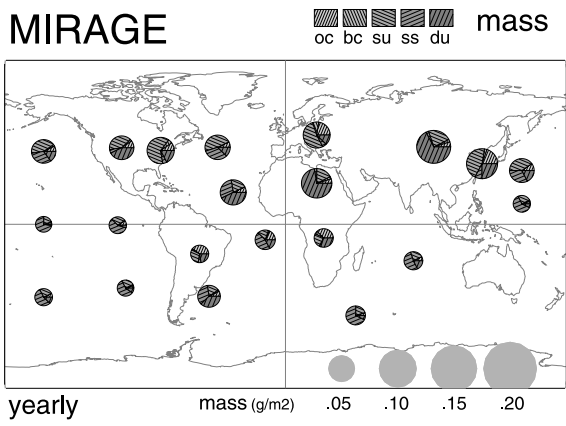 MIRAGE
mass
oc bc su ss du
yearly
mass (g/m2) .05 .10 .15 .20